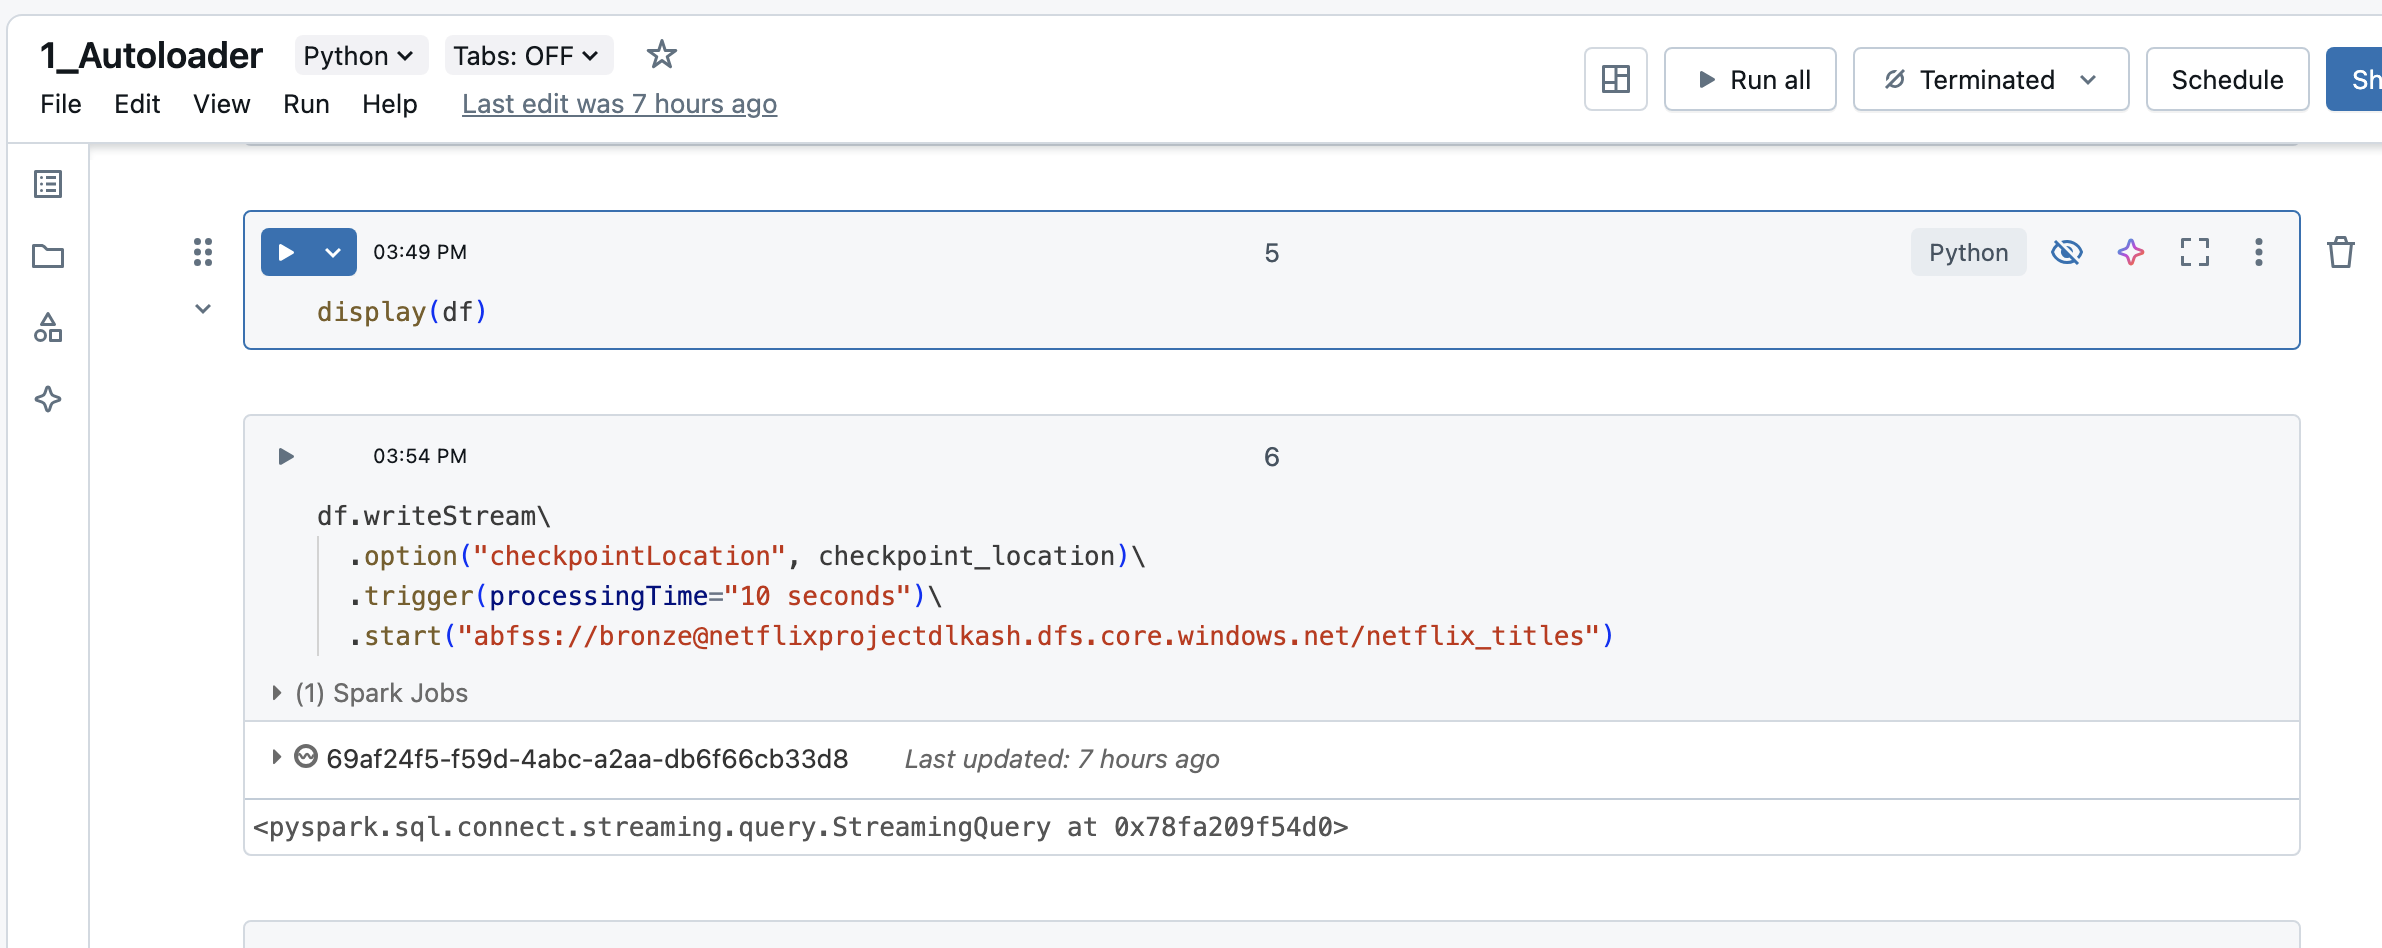 1_Autoloader Python Tabs: OFF
File Edit View Run Help Last edit was 7 hours ago
Run all Terminated Schedule
03:49 PM 5 Python
display(df)
03:54 PM 6
df.writeStream\
.option("checkpointLocation", checkpoint_location)\
.trigger(processingTime="10 seconds")\
.start("abfss://bronze@netflixprojectdlkash.dfs.core.windows.net/netflix_titles")
(1) Spark Jobs
69af24f5-f59d-4abc-a2aa-db6f66cb33d8 Last updated: 7 hours ago
<pyspark.sql.connect.streaming.query.StreamingQuery at 0x78fa209f54d0>